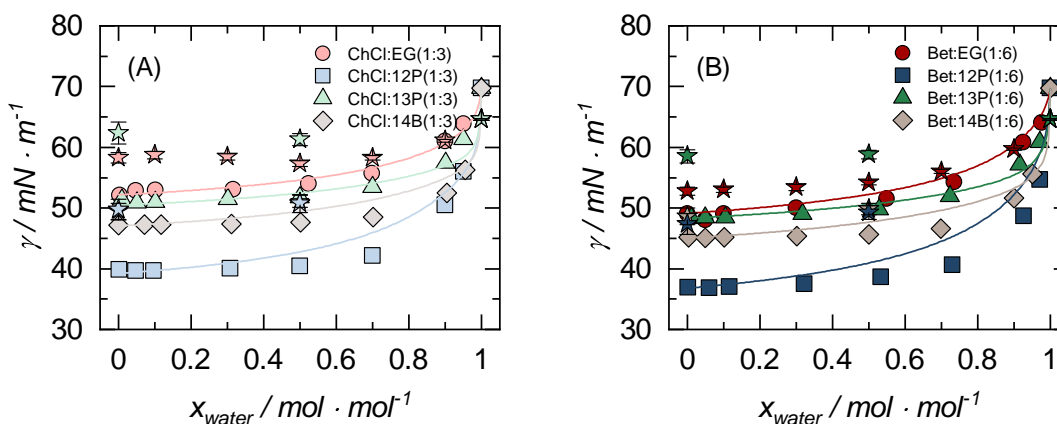 80
70
60
50
40
30
γ / mN · m-1
(A)
ChCl:EG(1:3)
ChCl:12P(1:3)
ChCl:13P(1:3)
ChCl:14B(1:3)
0 0.2 0.4 0.6 0.8 1
xwater / mol · mol-1
80
70
60
50
40
30
γ / mN · m-1
(B)
Bet:EG(1:6)
Bet:12P(1:6)
Bet:13P(1:6)
Bet:14B(1:6)
0 0.2 0.4 0.6 0.8 1
xwater / mol · mol-1